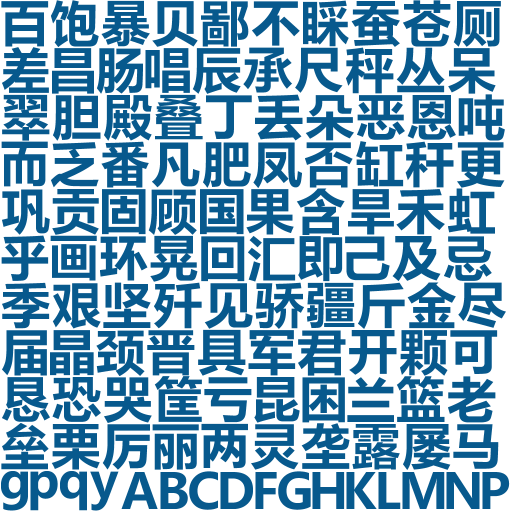 百饱暴贝鄙不睬蚕苍厕
差昌肠唱辰承尺秤丛呆
翠胆殿叠丁丢朵恶恩吨
而乏番凡肥凤否缸秆更
巩贡固顾国果含旱禾虹
乎画环晃回汇即己及忌
季艰坚歼见骄疆斤金尽
届晶颈晋具军君开颗可
恳恐哭筐亏昆困兰篮老
垒栗厉丽两灵垄露屡马
gpqy ABCDFGHKLMNP